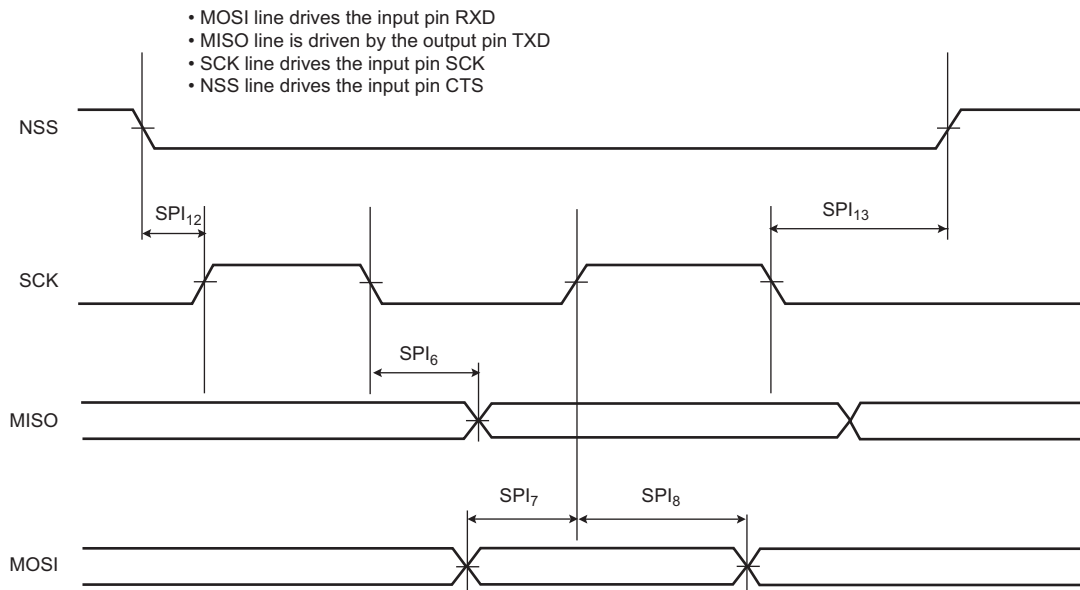 • MOSI line drives the input pin RXD
• MISO line is driven by the output pin TXD
• SCK line drives the input pin SCK
• NSS line drives the input pin CTS
NSS
SPI12
SPI13
SCK
SPI6
MISO
SPI7
SPI8
MOSI